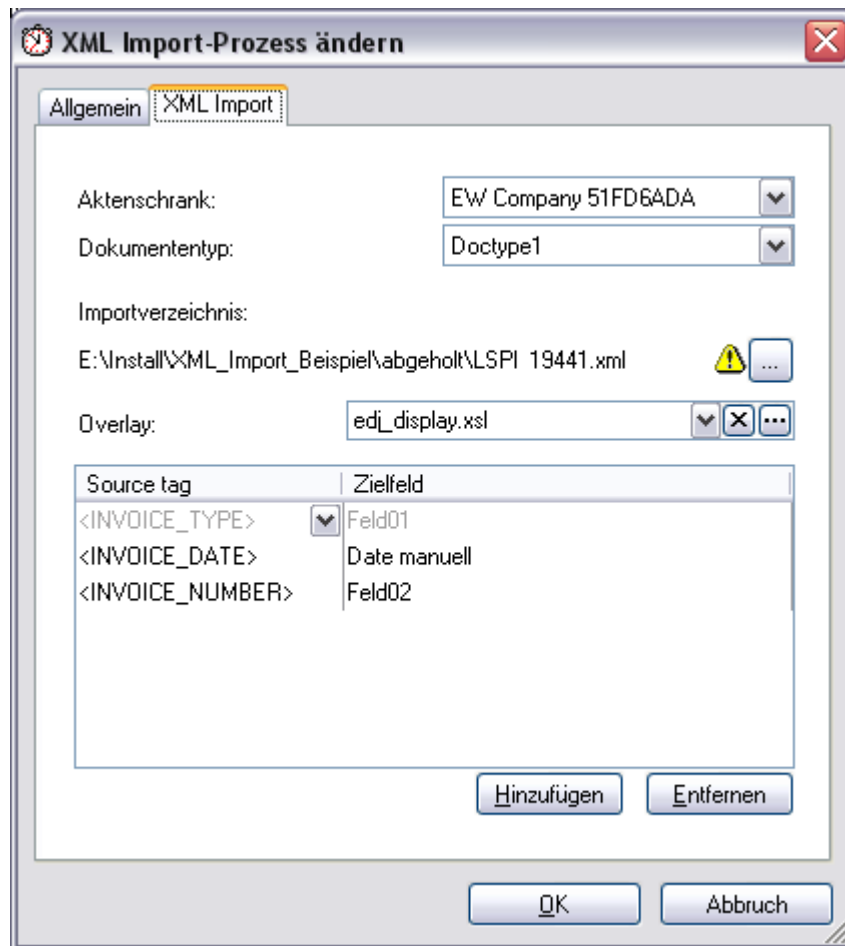 XML Import-Prozess ändern
Allgemein
XML Import
Aktenschrank:
EW Company 51FD6ADA
Dokumententyp:
Doctype1
Importverzeichnis:
E:\Install\XML_Import_Beispiel\abgeholt\LSPI 19441.xml
...
Overlay:
edi_display.xsl
Source tag
Zielfeld
<INVOICE_TYPE>
Feld01
<INVOICE_DATE>
Date manuell
<INVOICE_NUMBER>
Feld02
Hinzufügen
Entfernen
OK
Abbruch